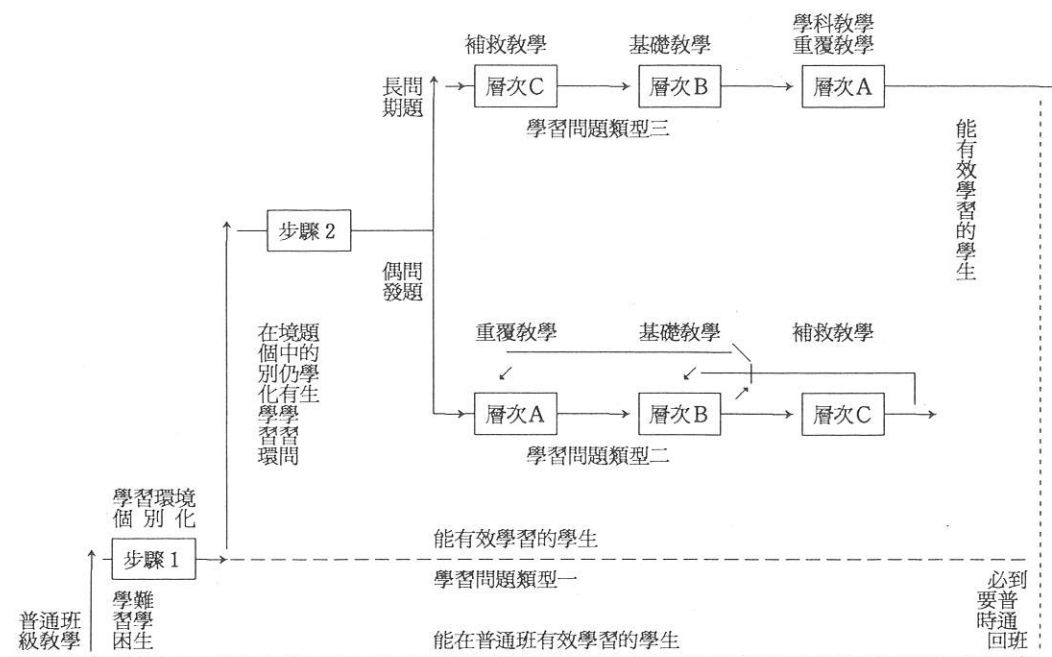 學科教學
補救教學 基礎教學 重覆教學
長期問題
層次C 層次B 層次A
學習問題類型三
能有效學習的學生
步驟2
偶發問題
在個別化學習環
境中仍有學習問
題的學生
重覆教學 基礎教學 補救教學
層次A 層次B 層次C
學習問題類型二
學習環境
個別化
步驟1
能有效學習的學生
學習問題類型一
學習困
難學生
普通班
級教學
能在普通班有效學習的學生
必要時回
到普通班